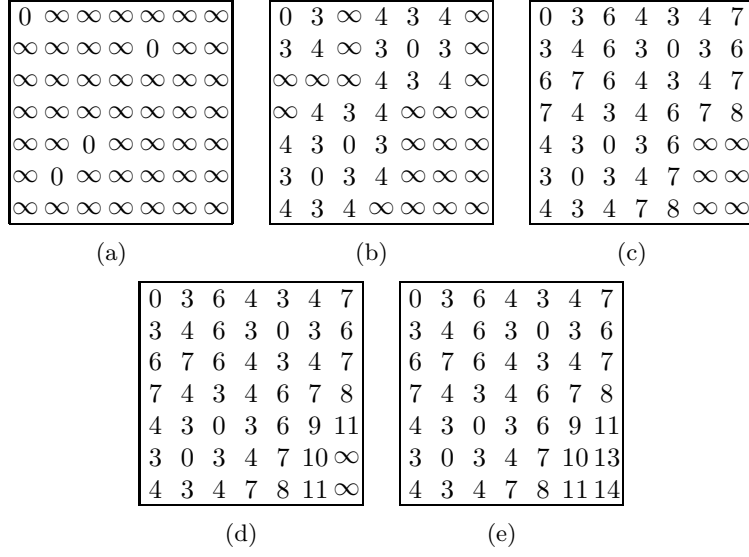 0 ∞ ∞ ∞ ∞ ∞ ∞
∞ ∞ ∞ ∞ 0 ∞ ∞
∞ ∞ ∞ ∞ ∞ ∞ ∞
∞ ∞ ∞ ∞ ∞ ∞ ∞
∞ ∞ 0 ∞ ∞ ∞ ∞
∞ 0 ∞ ∞ ∞ ∞ ∞
∞ ∞ ∞ ∞ ∞ ∞ ∞
(a)
0 3 ∞ 4 3 4 ∞
3 4 ∞ 3 0 3 ∞
∞ ∞ ∞ 4 3 4 ∞
∞ 4 3 4 ∞ ∞ ∞
4 3 0 3 ∞ ∞ ∞
3 0 3 4 ∞ ∞ ∞
4 3 4 ∞ ∞ ∞ ∞
(b)
0 3 6 4 3 4 7
3 4 6 3 0 3 6
6 7 6 4 3 4 7
7 4 3 4 6 7 8
4 3 0 3 6 ∞ ∞
3 0 3 4 7 ∞ ∞
4 3 4 7 8 ∞ ∞
(c)
0 3 6 4 3 4 7
3 4 6 3 0 3 6
6 7 6 4 3 4 7
7 4 3 4 6 7 8
4 3 0 3 6 9 11
3 0 3 4 7 10 ∞
4 3 4 7 8 11 ∞
(d)
0 3 6 4 3 4 7
3 4 6 3 0 3 6
6 7 6 4 3 4 7
7 4 3 4 6 7 8
4 3 0 3 6 9 11
3 0 3 4 7 10 13
4 3 4 7 8 11 14
(e)